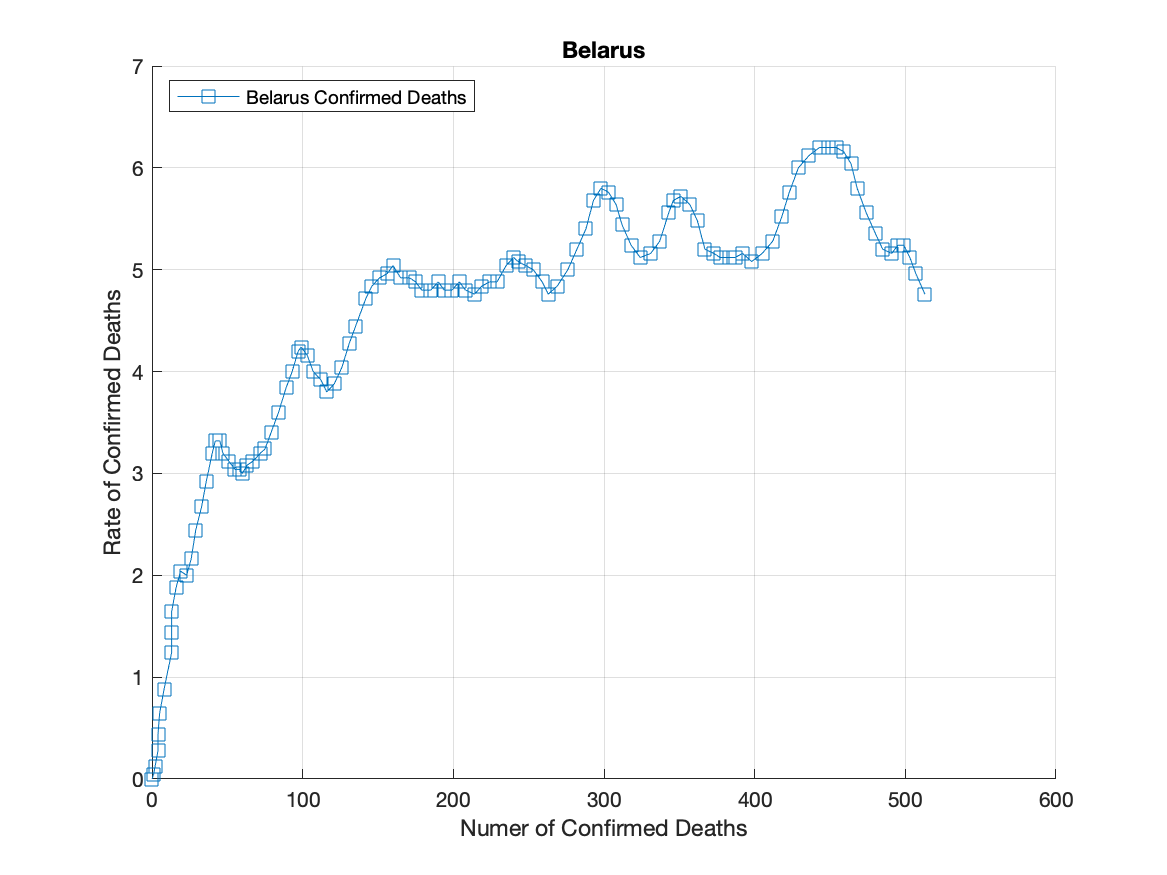 Belarus
Belarus Confirmed Deaths
Rate of Confirmed Deaths
7
6
5
4
3
2
1
0
0 100 200 300 400 500 600
Numer of Confirmed Deaths